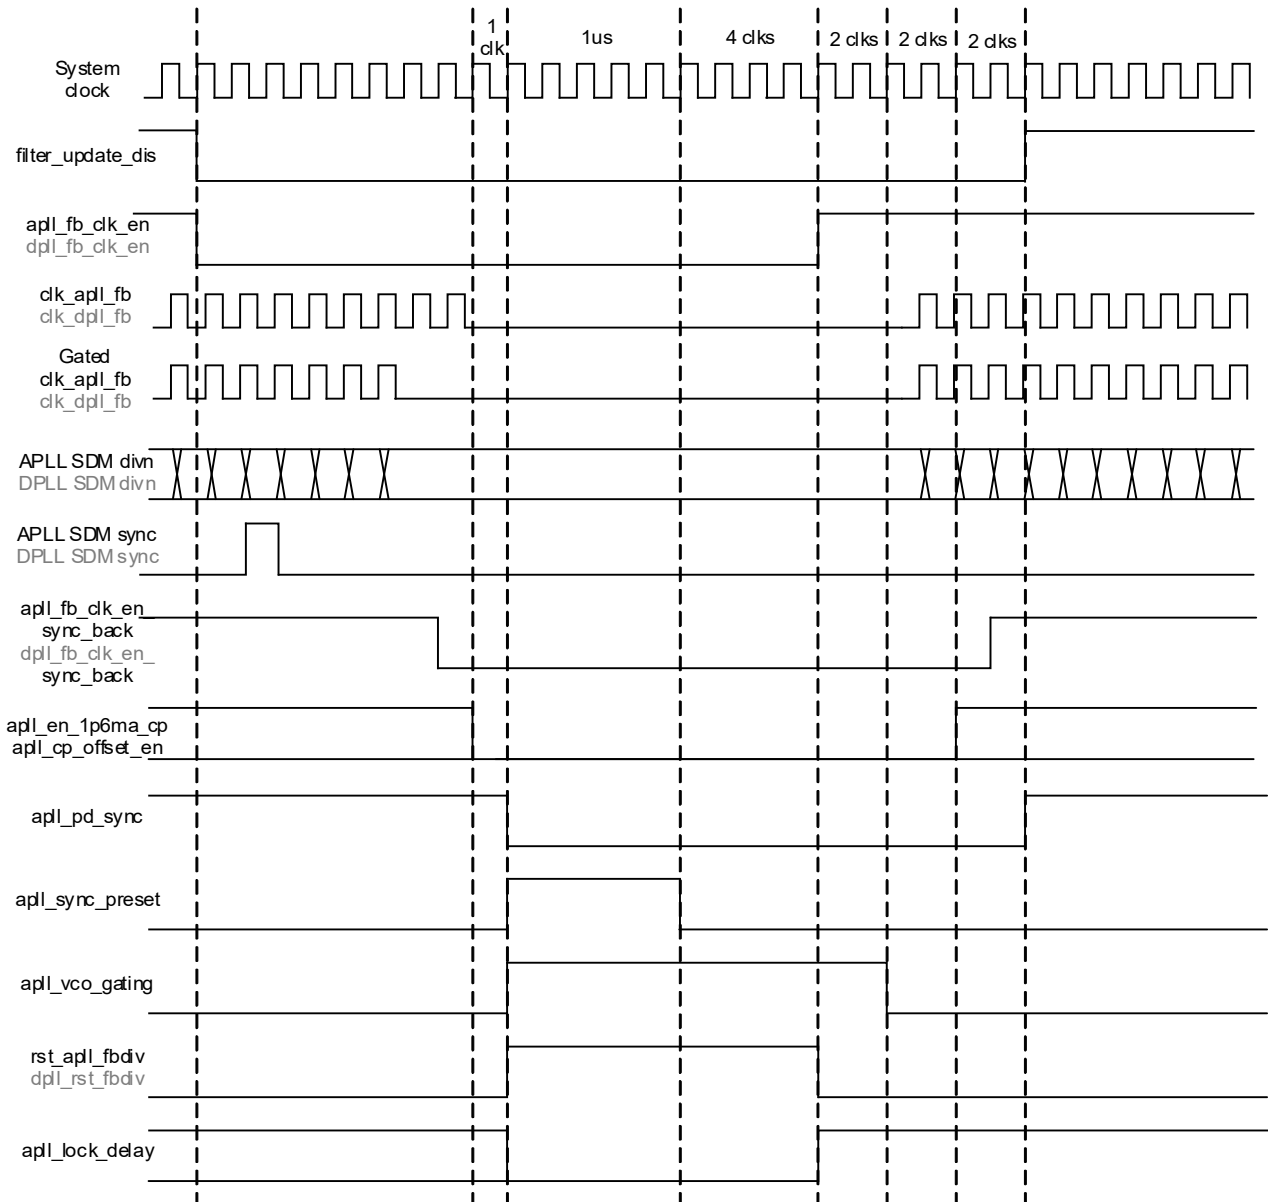 1
clk
1us
4 clks
2 clks
2 clks
2 clks
System
clock
filter_update_dis
apll_fb_clk_en
dpll_fb_clk_en
clk_apll_fb
clk_dpll_fb
Gated
clk_apll_fb
clk_dpll_fb
APLL SDM divn
DPLL SDM divn
APLL SDM sync
DPLL SDM sync
apll_fb_clk_en_
sync_back
dpll_fb_clk_en_
sync_back
apll_en_1p6ma_cp
apll_cp_offset_en
apll_pd_sync
apll_sync_preset
apll_vco_gating
rst_apll_fbdiv
dpll_rst_fbdiv
apll_lock_delay